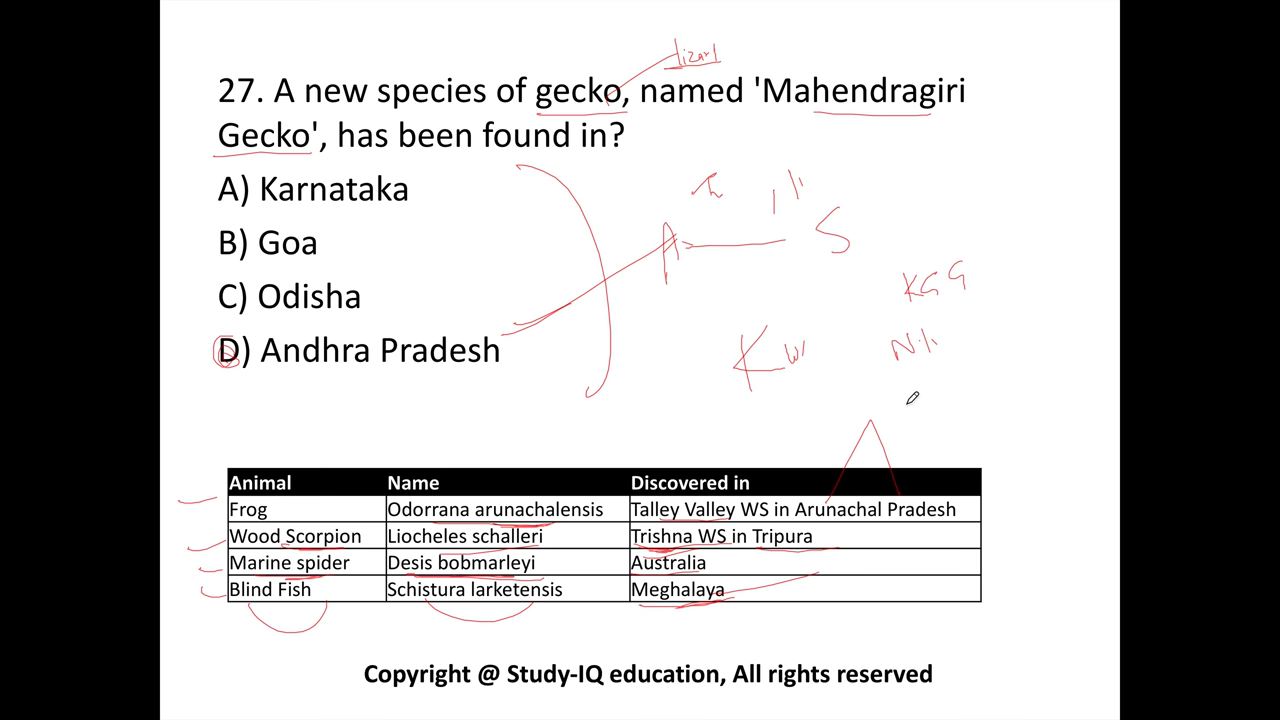 lizard
27. A new species of gecko, named 'Mahendragiri
Gecko', has been found in?
A) Karnataka
B) Goa
C) Odisha
D) Andhra Pradesh
A
S
KGG
K
Animal Name Discovered in
Frog Odorrana arunachalensis Talley Valley WS in Arunachal Pradesh
Wood Scorpion Liocheles schalleri Trishna WS in Tripura
Marine spider Desis bobmarleyi Australia
Blind Fish Schistura larketensis Meghalaya
Copyright @ Study-IQ education, All rights reserved